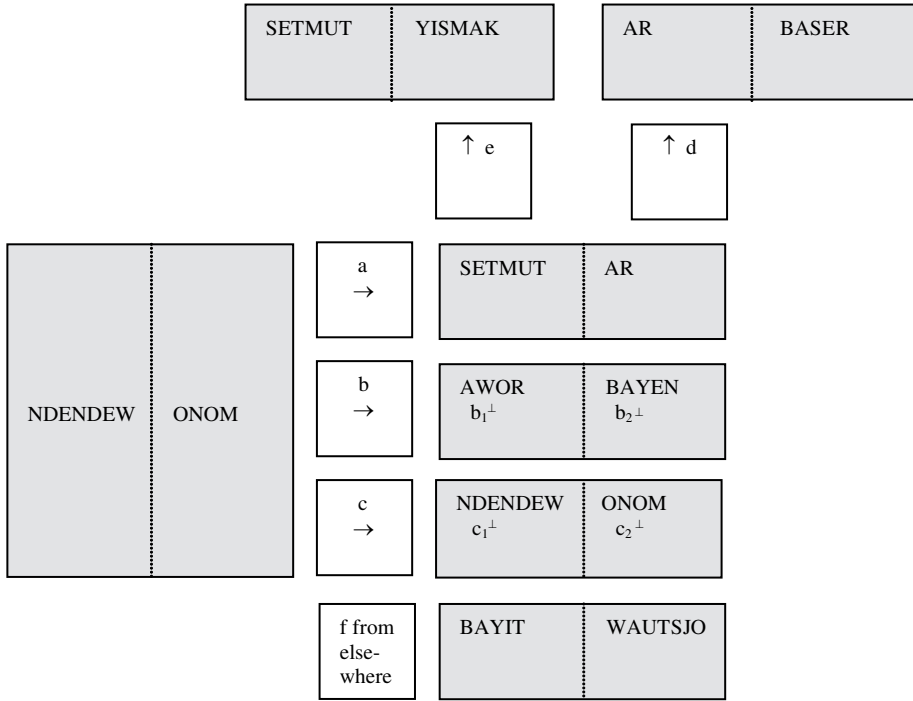 SETMUT YISMAK AR BASER
↑ e ↑ d
a
→
SETMUT AR
b
→
AWOR BAYEN
b₁⊥ b₂⊥
NDENDEW ONOM
c
→
NDENDEW ONOM
c₁⊥ c₂⊥
f from
else-
where
BAYIT WAUTSJO